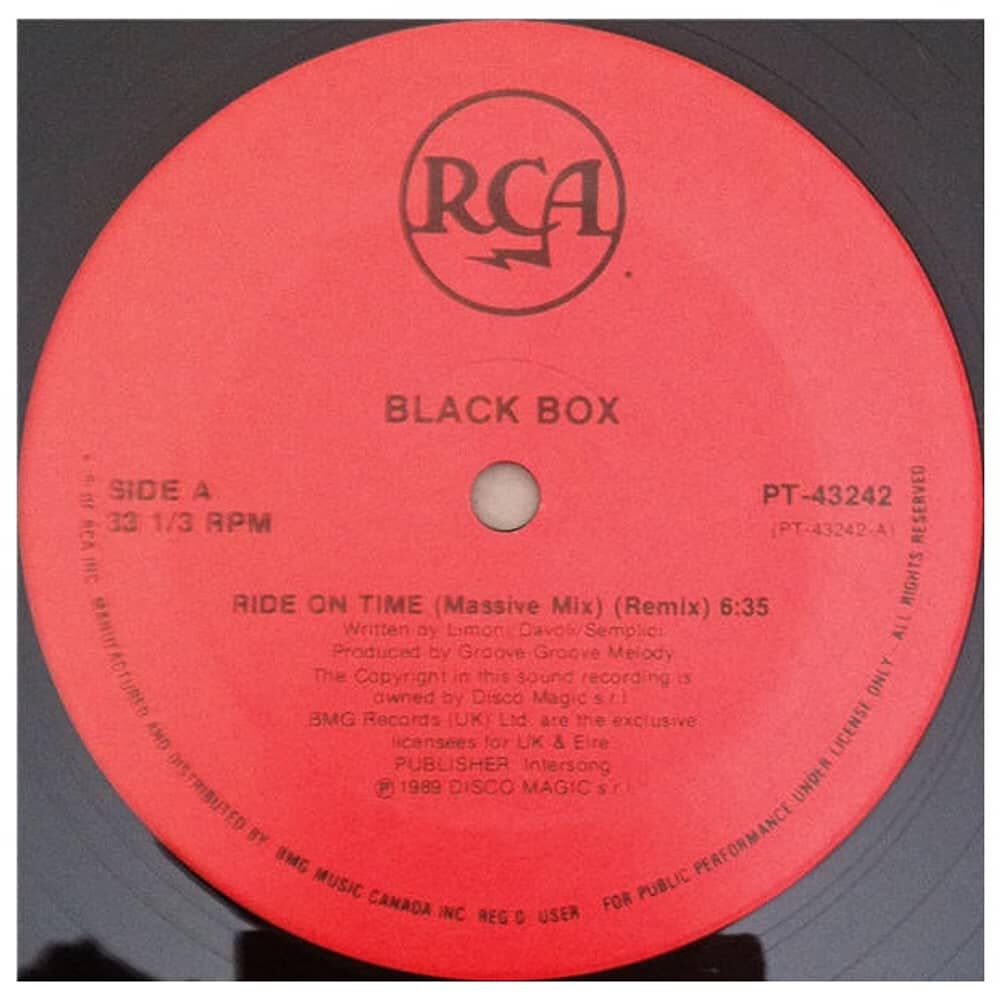 RCA
BLACK BOX
SIDE A
33 1/3 RPM
PT-43242
(PT-43242-A)
RIDE ON TIME (Massive Mix) (Remix) 6:35
Written by Limoni/Davoli/Semplici
Produced by Groove Groove Melody
The Copyright in this sound recording is
owned by Disco Magic s.r.l.
BMG Records (UK) Ltd. are the exclusive
licensees for UK & Eire
PUBLISHER Intersong
℗ 1989 DISCO MAGIC s.r.l.
OF RCA INC. MANUFACTURED AND DISTRIBUTED BY BMG MUSIC CANADA INC REG'D USER FOR PUBLIC PERFORMANCE UNDER LICENSE ONLY - ALL RIGHTS RESERVED